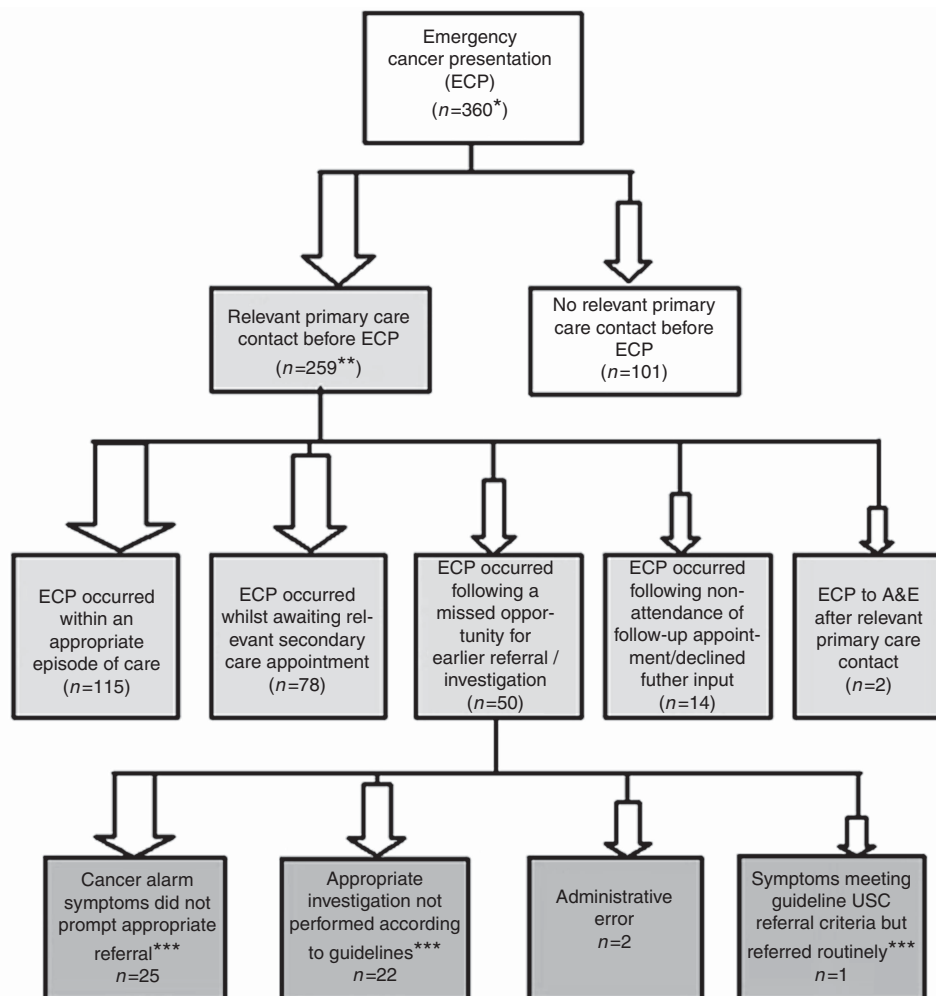 Emergency
cancer presentation
(ECP)
(n=360*)
Relevant primary care
contact before ECP
(n=259**)
No relevant primary
care contact before
ECP
(n=101)
ECP occurred
within an
appropriate
episode of care
(n=115)
ECP occurred
whilst awaiting rel-
evant secondary
care appointment
(n=78)
ECP occurred
following a
missed oppor-
tunity for
earlier referral /
investigation
(n=50)
ECP occurred
following non-
attendance of
follow-up appoint-
ment/declined
futher input
(n=14)
ECP to A&E
after relevant
primary care
contact
(n=2)
Cancer alarm
symptoms did not
prompt appropriate
referral***
n=25
Appropriate
investigation not
performed according
to guidelines***
n=22
Administrative
error
n=2
Symptoms meeting
guideline USC
referral criteria but
referred routinely***
n=1